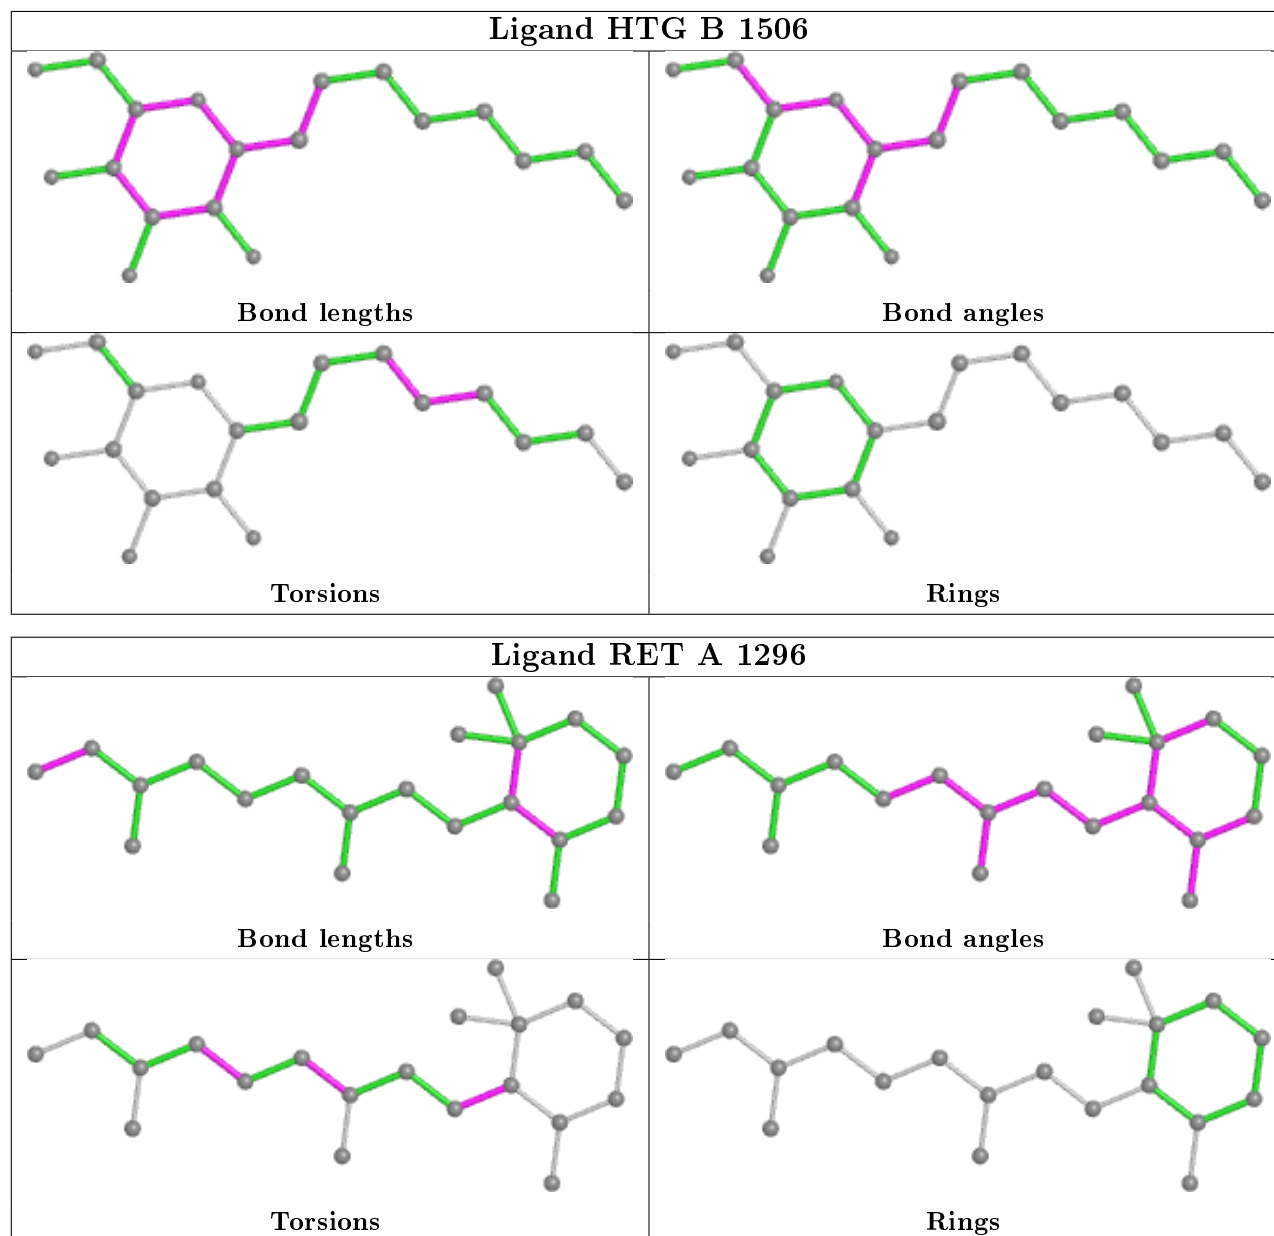 Ligand HTG B 1506
Bond lengths
Bond angles
Torsions
Rings
Ligand RET A 1296
Bond lengths
Bond angles
Torsions
Rings